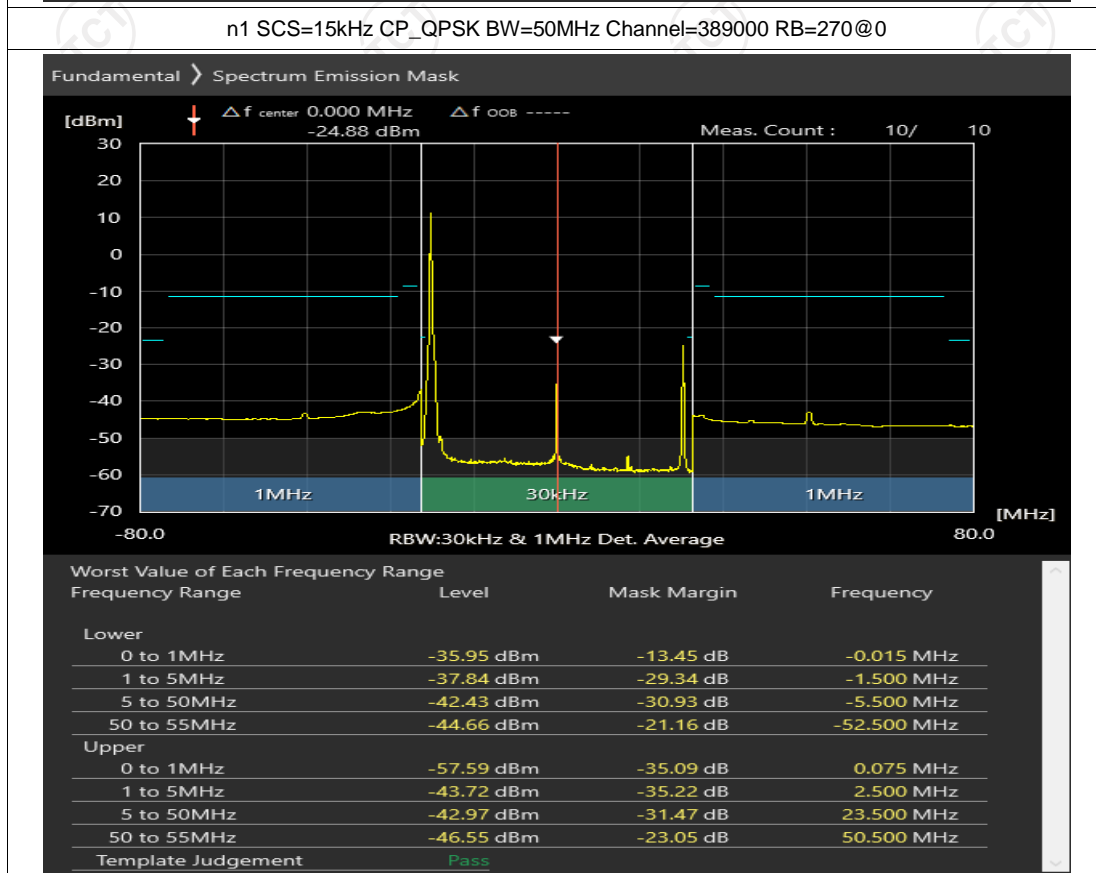 n1 SCS=15kHz CP_QPSK BW=50MHz Channel=389000 RB=270@0
TCT TCT TCT
Fundamental 〉 Spectrum Emission Mask
[dBm] △f center 0.000 MHz △f OOB -----
-24.88 dBm Meas. Count : 10/ 10
30
20
10
0
-10
-20
-30
-40
-50
-60
1MHz 30kHz 1MHz
-70 [MHz]
-80.0 RBW:30kHz & 1MHz Det. Average 80.0
Worst Value of Each Frequency Range
Frequency Range Level Mask Margin Frequency
Lower
0 to 1MHz -35.95 dBm -13.45 dB -0.015 MHz
1 to 5MHz -37.84 dBm -29.34 dB -1.500 MHz
5 to 50MHz -42.43 dBm -30.93 dB -5.500 MHz
50 to 55MHz -44.66 dBm -21.16 dB -52.500 MHz
Upper
0 to 1MHz -57.59 dBm -35.09 dB 0.075 MHz
1 to 5MHz -43.72 dBm -35.22 dB 2.500 MHz
5 to 50MHz -42.97 dBm -31.47 dB 23.500 MHz
50 to 55MHz -46.55 dBm -23.05 dB 50.500 MHz
Template Judgement Pass